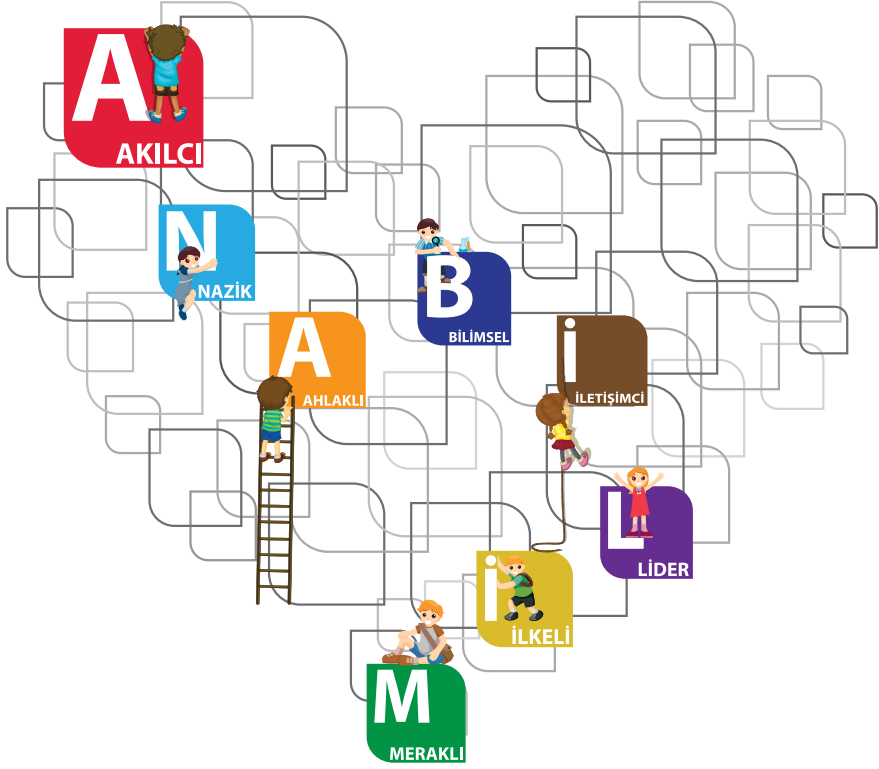 A
AKILCI
N
NAZİK
A
AHLAKLI
B
BİLİMSEL
İ
İLETİŞİMCİ
L
LİDER
İ
İLKELİ
M
MERAKLI